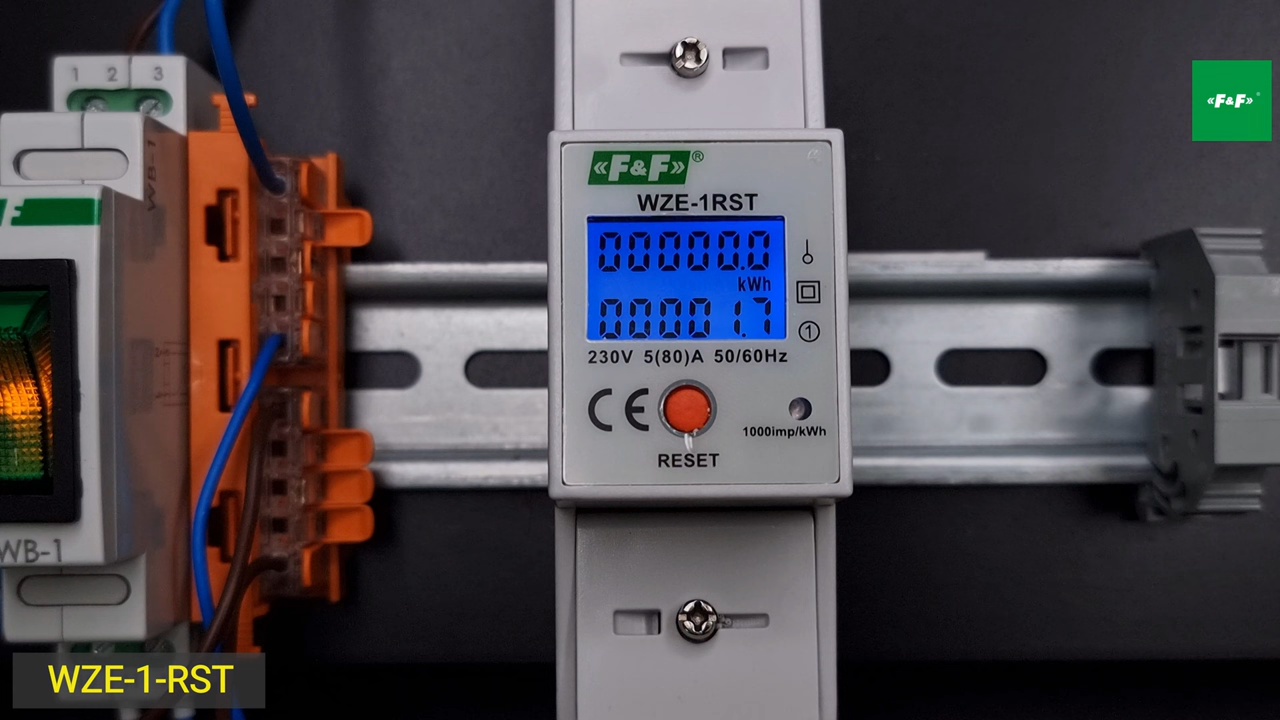 1 2 3
WB-1
«F&F»®
«F&F»®
WZE-1RST
000000.0
kWh
00001.7
230V 5(80)A 50/60Hz
1
CE
1000imp/kWh
RESET
F
WB-1
WZE-1-RST